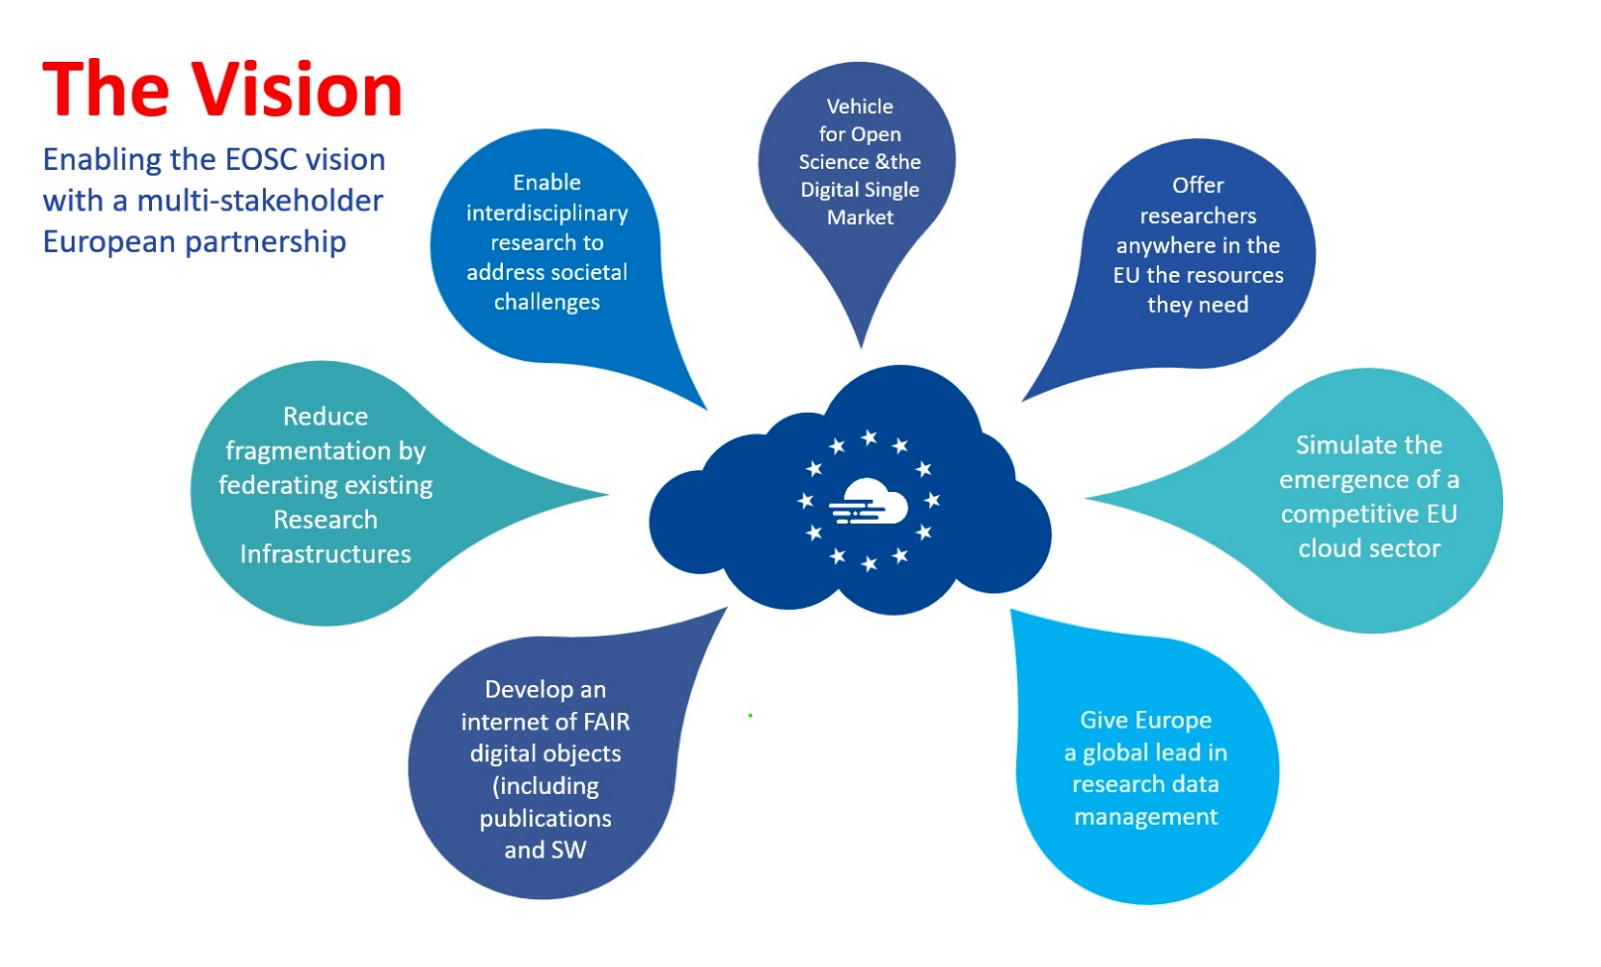 The Vision
Enabling the EOSC vision
with a multi-stakeholder
European partnership
Vehicle
for Open
Science &the
Digital Single
Market
Enable
interdisciplinary
research to
address societal
challenges
Offer
researchers
anywhere in the
EU the resources
they need
Reduce
fragmentation by
federating existing
Research
Infrastructures
Simulate the
emergence of a
competitive EU
cloud sector
Develop an
internet of FAIR
digital objects
(including
publications
and SW
Give Europe
a global lead in
research data
management